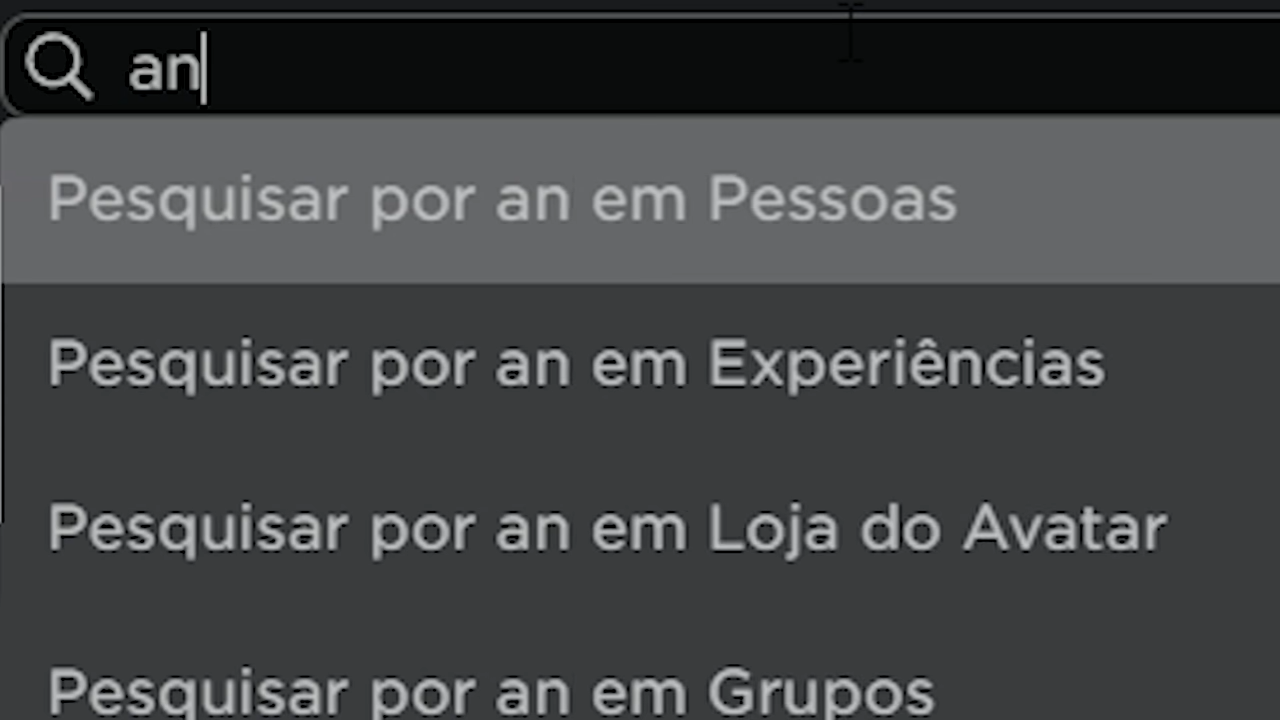 an
Pesquisar por an em Pessoas
Pesquisar por an em Experiências
Pesquisar por an em Loja do Avatar
Pesquisar por an em Grupos